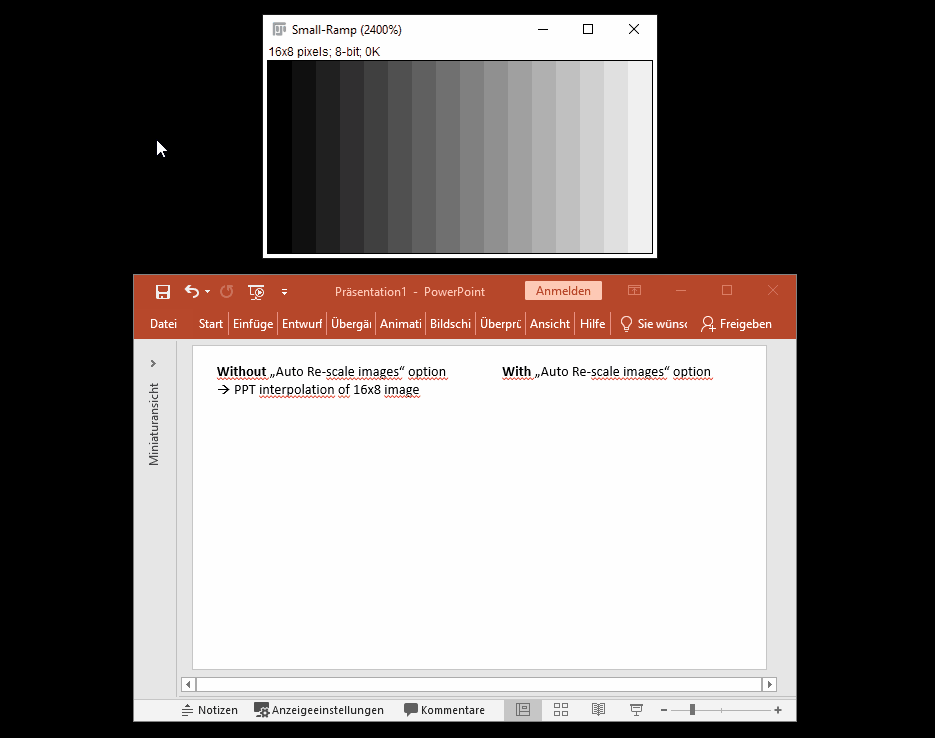 Small-Ramp (2400%)
16x8 pixels; 8-bit; 0K
Präsentation1 - PowerPoint
Anmelden
Datei Start Einfüge Entwurf Übergäi Animati Bildschi Überprü Ansicht Hilfe Sie wünsc Freigeben
Miniaturansicht
Without „Auto Re-scale images“ option
→ PPT interpolation of 16x8 image
With „Auto Re-scale images“ option
Notizen Anzeigeeinstellungen Kommentare